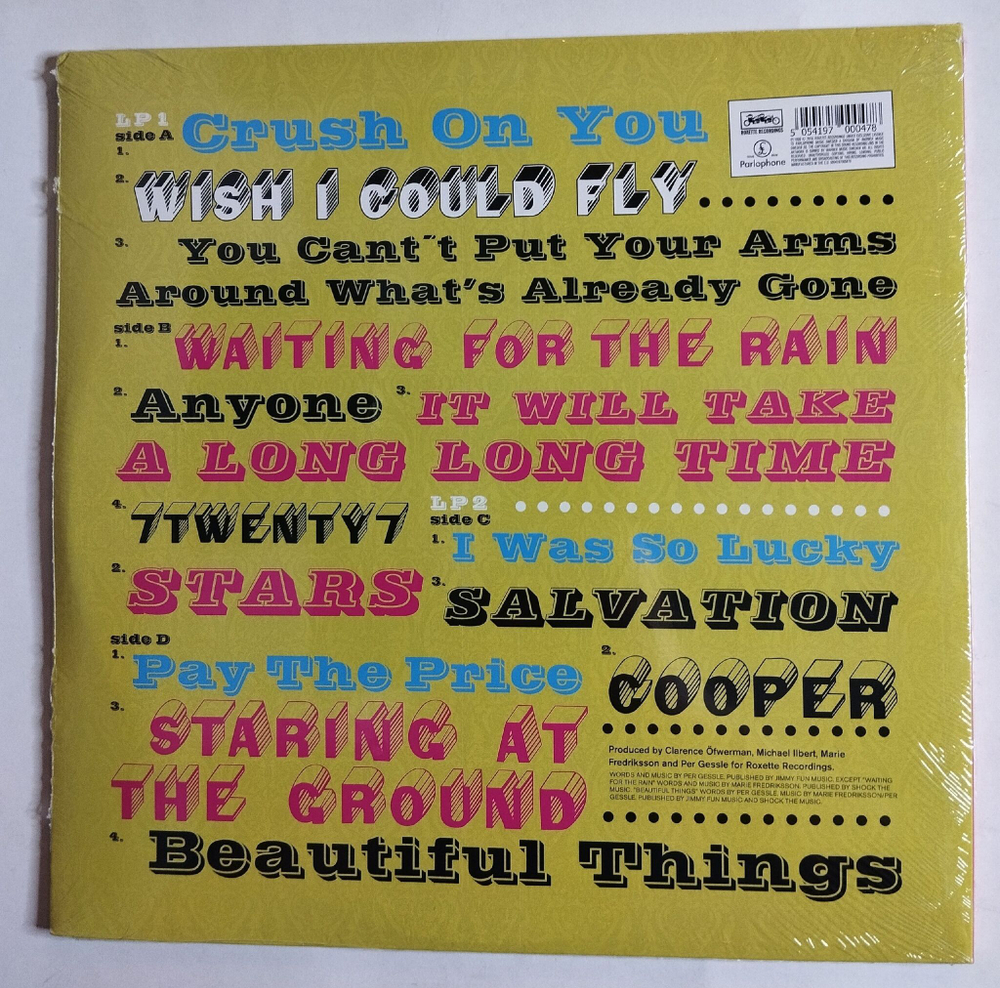 LP 1
side A
1. Crush On You
2. WISH I COULD FLY
3. You Cant˝t Put Your Arms
Around What's Already Gone
side B
1. WAITING FOR THE RAIN
2. Anyone 3. IT WILL TAKE
A LONG LONG TIME
4. 7TWENTY7
LP 2
side C
1. I Was So Lucky
2. STARS 3. SALVATION
side D
1. Pay The Price
2. COOPER
3. STARING AT
THE GROUND
4. Beautiful Things
Produced by Clarence Öfwerman, Michael Ilbert, Marie
Fredriksson and Per Gessle for Roxette Recordings.
WORDS AND MUSIC BY PER GESSLE. PUBLISHED BY JIMMY FUN MUSIC. EXCEPT "WAITING
FOR THE RAIN" WORDS AND MUSIC BY MARIE FREDRIKSSON. PUBLISHED BY SHOCK THE
MUSIC. "BEAUTIFUL THINGS" WORDS BY PER GESSLE. MUSIC BY MARIE FREDRIKSSON/PER
GESSLE. PUBLISHED BY JIMMY FUN MUSIC AND SHOCK THE MUSIC.
ROXETTE RECORDINGS
Parlophone
5 054197 000478